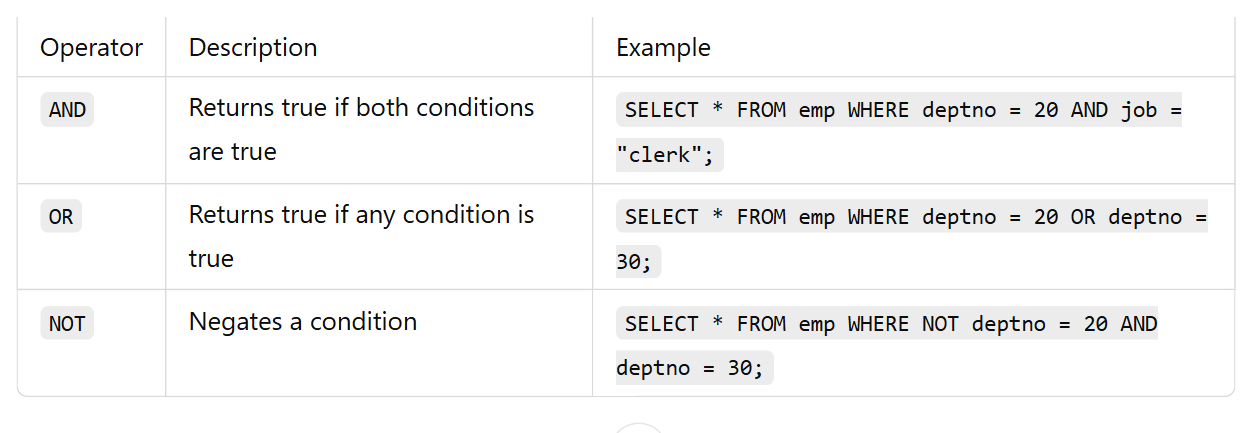 Operator Description Example
AND Returns true if both conditions SELECT * FROM emp WHERE deptno = 20 AND job =
are true "clerk";
OR Returns true if any condition is SELECT * FROM emp WHERE deptno = 20 OR deptno =
true 30;
NOT Negates a condition SELECT * FROM emp WHERE NOT deptno = 20 AND
deptno = 30;